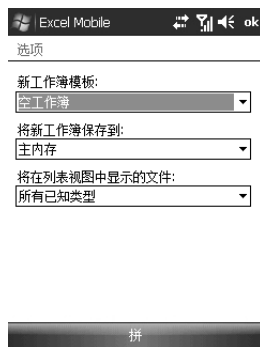 Excel Mobile ok
选项
新工作簿模板:
空工作簿
将新工作簿保存到:
主内存
将在列表视图中显示的文件:
所有已知类型
拼